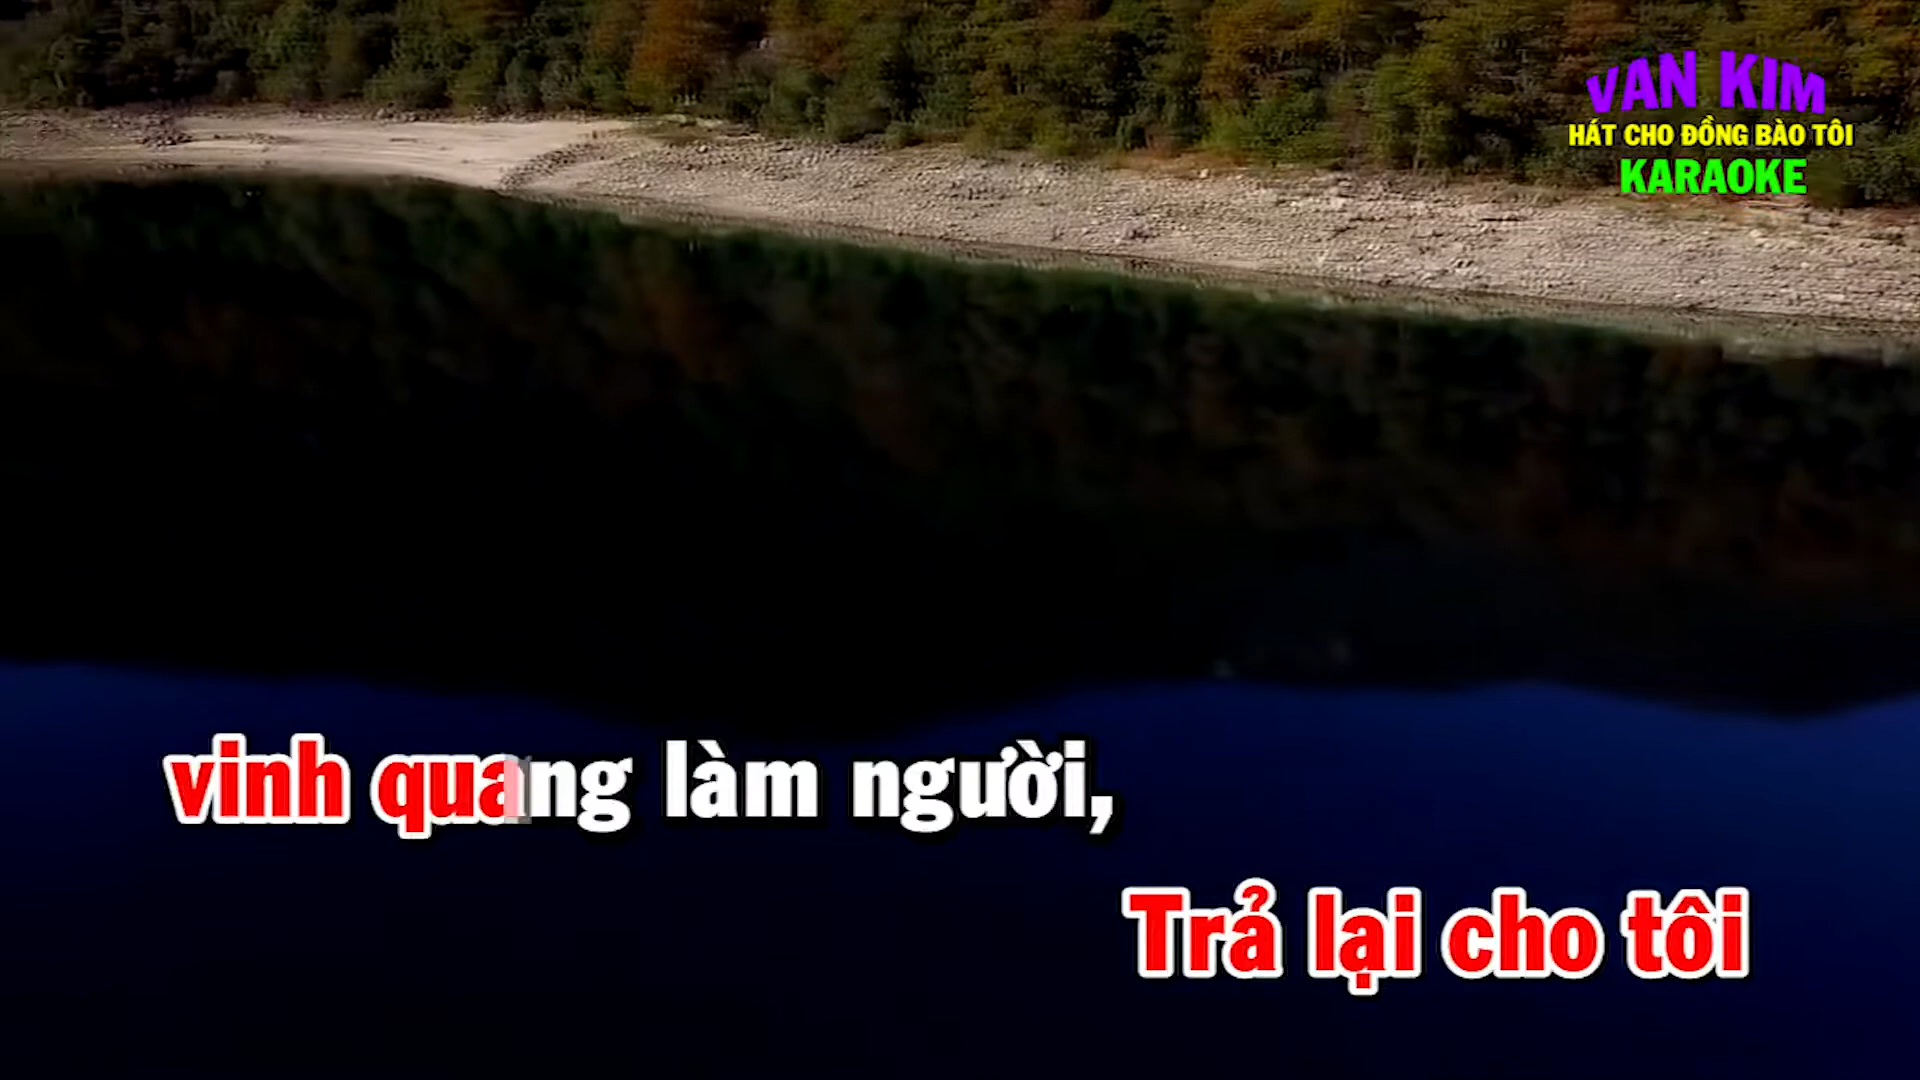 VAN KIM
HÁT CHO ĐỒNG BÀO TÔI
KARAOKE
vinh quang làm người,
Trả lại cho tôi